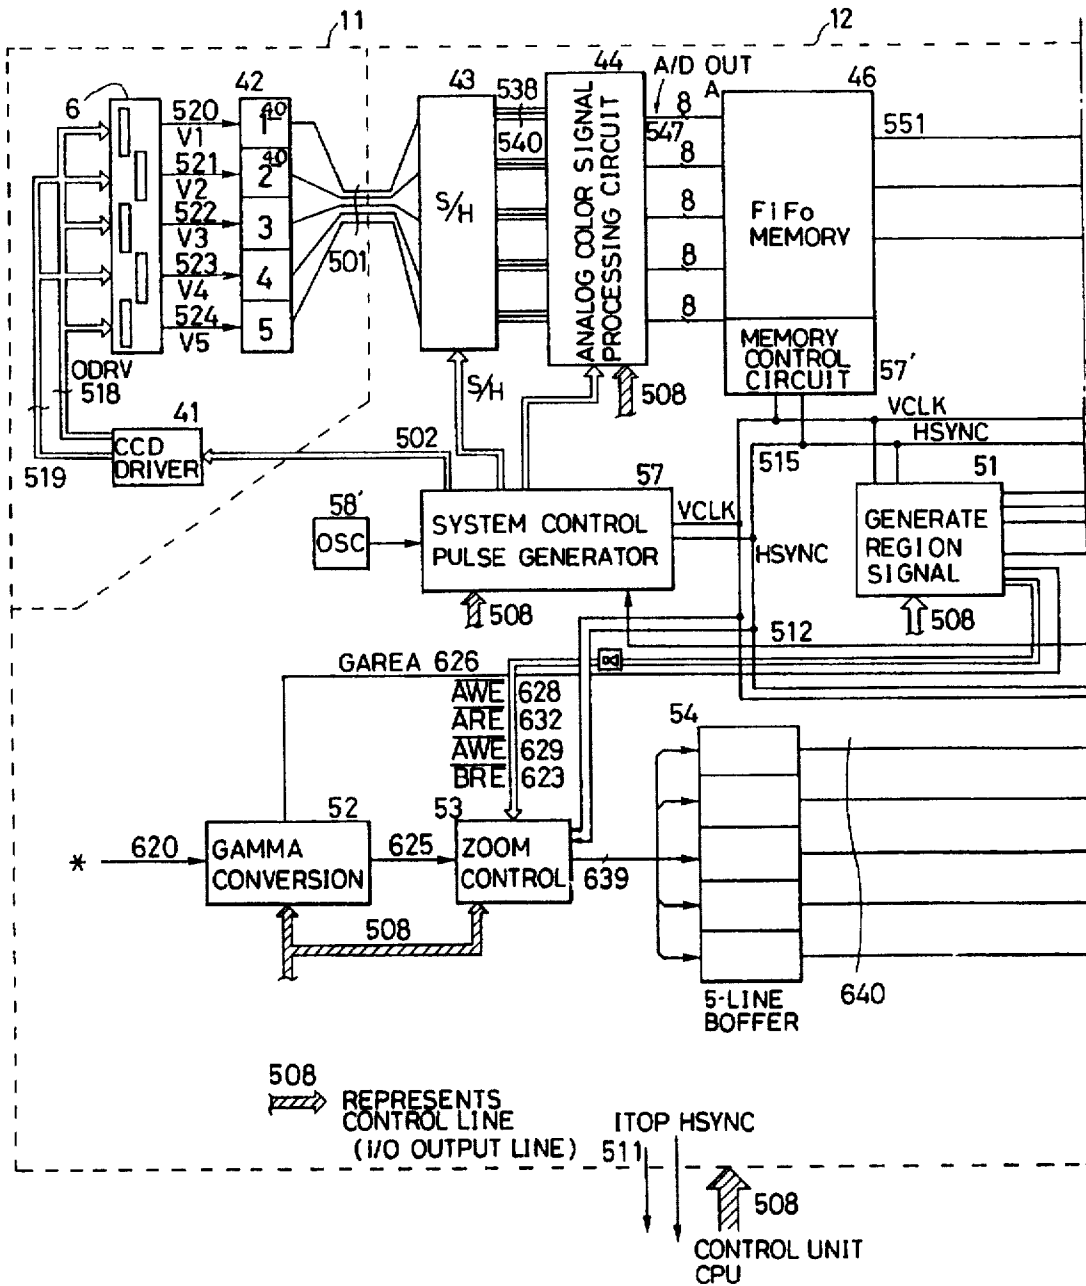 11
12
6
42
43
44
A/D OUT
46
520
V1
1 40
538
540
A
8
547
551
521
V2
2 40
8
522
V3
3
501
S/H
ANALOG COLOR SIGNAL
PROCESSING CIRCUIT
8
FiFo
MEMORY
523
V4
4
8
524
V5
5
8
ODRV
518
S/H
508
MEMORY
CONTROL
CIRCUIT
57'
VCLK
HSYNC
41
CCD
DRIVER
519
502
515
51
58'
OSC
57
SYSTEM CONTROL
PULSE GENERATOR
VCLK
HSYNC
GENERATE
REGION
SIGNAL
508
508
512
GAREA 626
AWE 628
ARE 632
AWE 629
BRE 623
54
52
53
* 620
GAMMA
CONVERSION
625
ZOOM
CONTROL
639
508
640
5-LINE
BOFFER
508
REPRESENTS
CONTROL LINE
(I/O OUTPUT LINE)
ITOP HSYNC
511
508
CONTROL UNIT
CPU